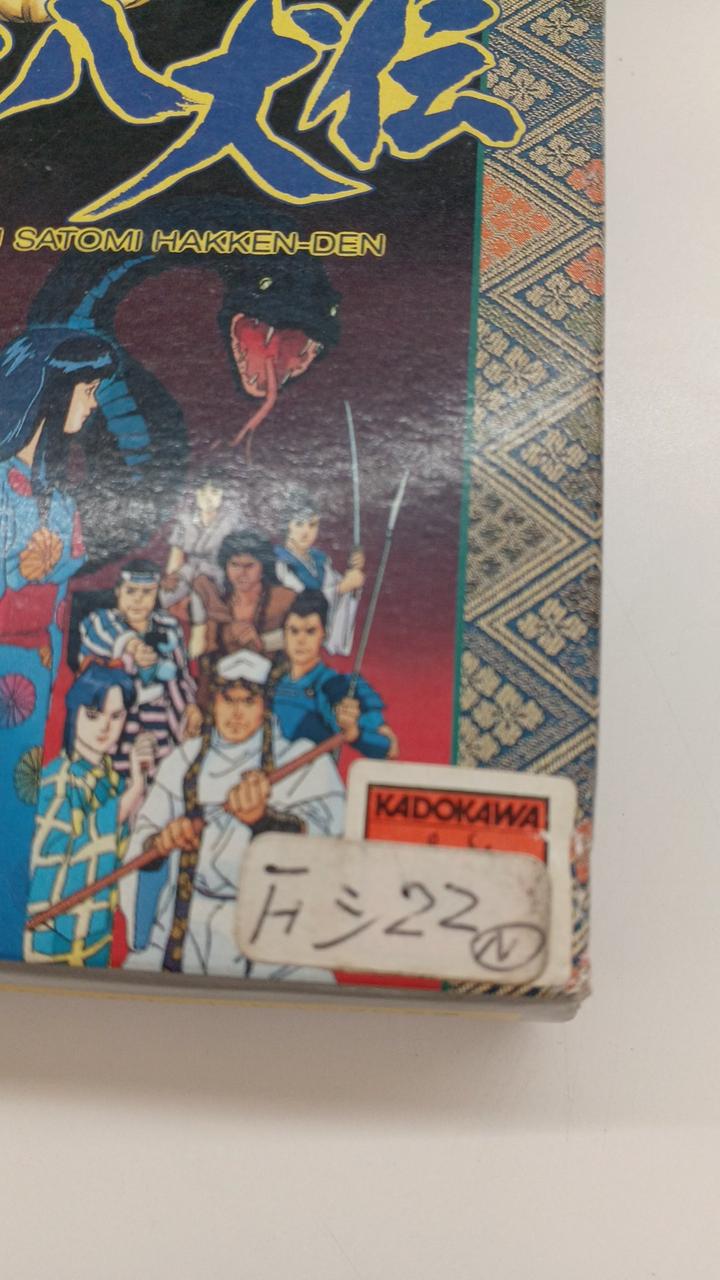 八犬伝
SATOMI HAKKEN-DEN
KADOKAWA
シ22
N